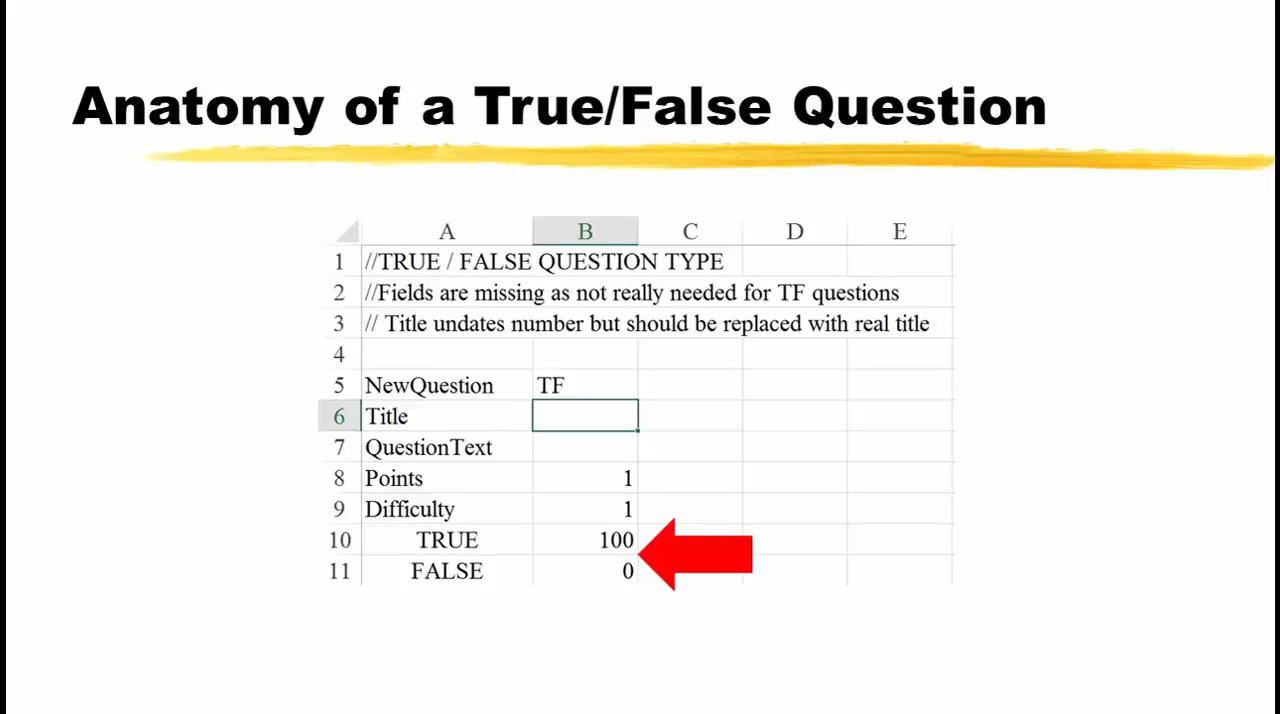 Anatomy of a True/False Question
A B C D E
1 //TRUE / FALSE QUESTION TYPE
2 //Fields are missing as not really needed for TF questions
3 // Title undates number but should be replaced with real title
4
5 NewQuestion TF
6 Title
7 QuestionText
8 Points 1
9 Difficulty 1
10 TRUE 100
11 FALSE 0